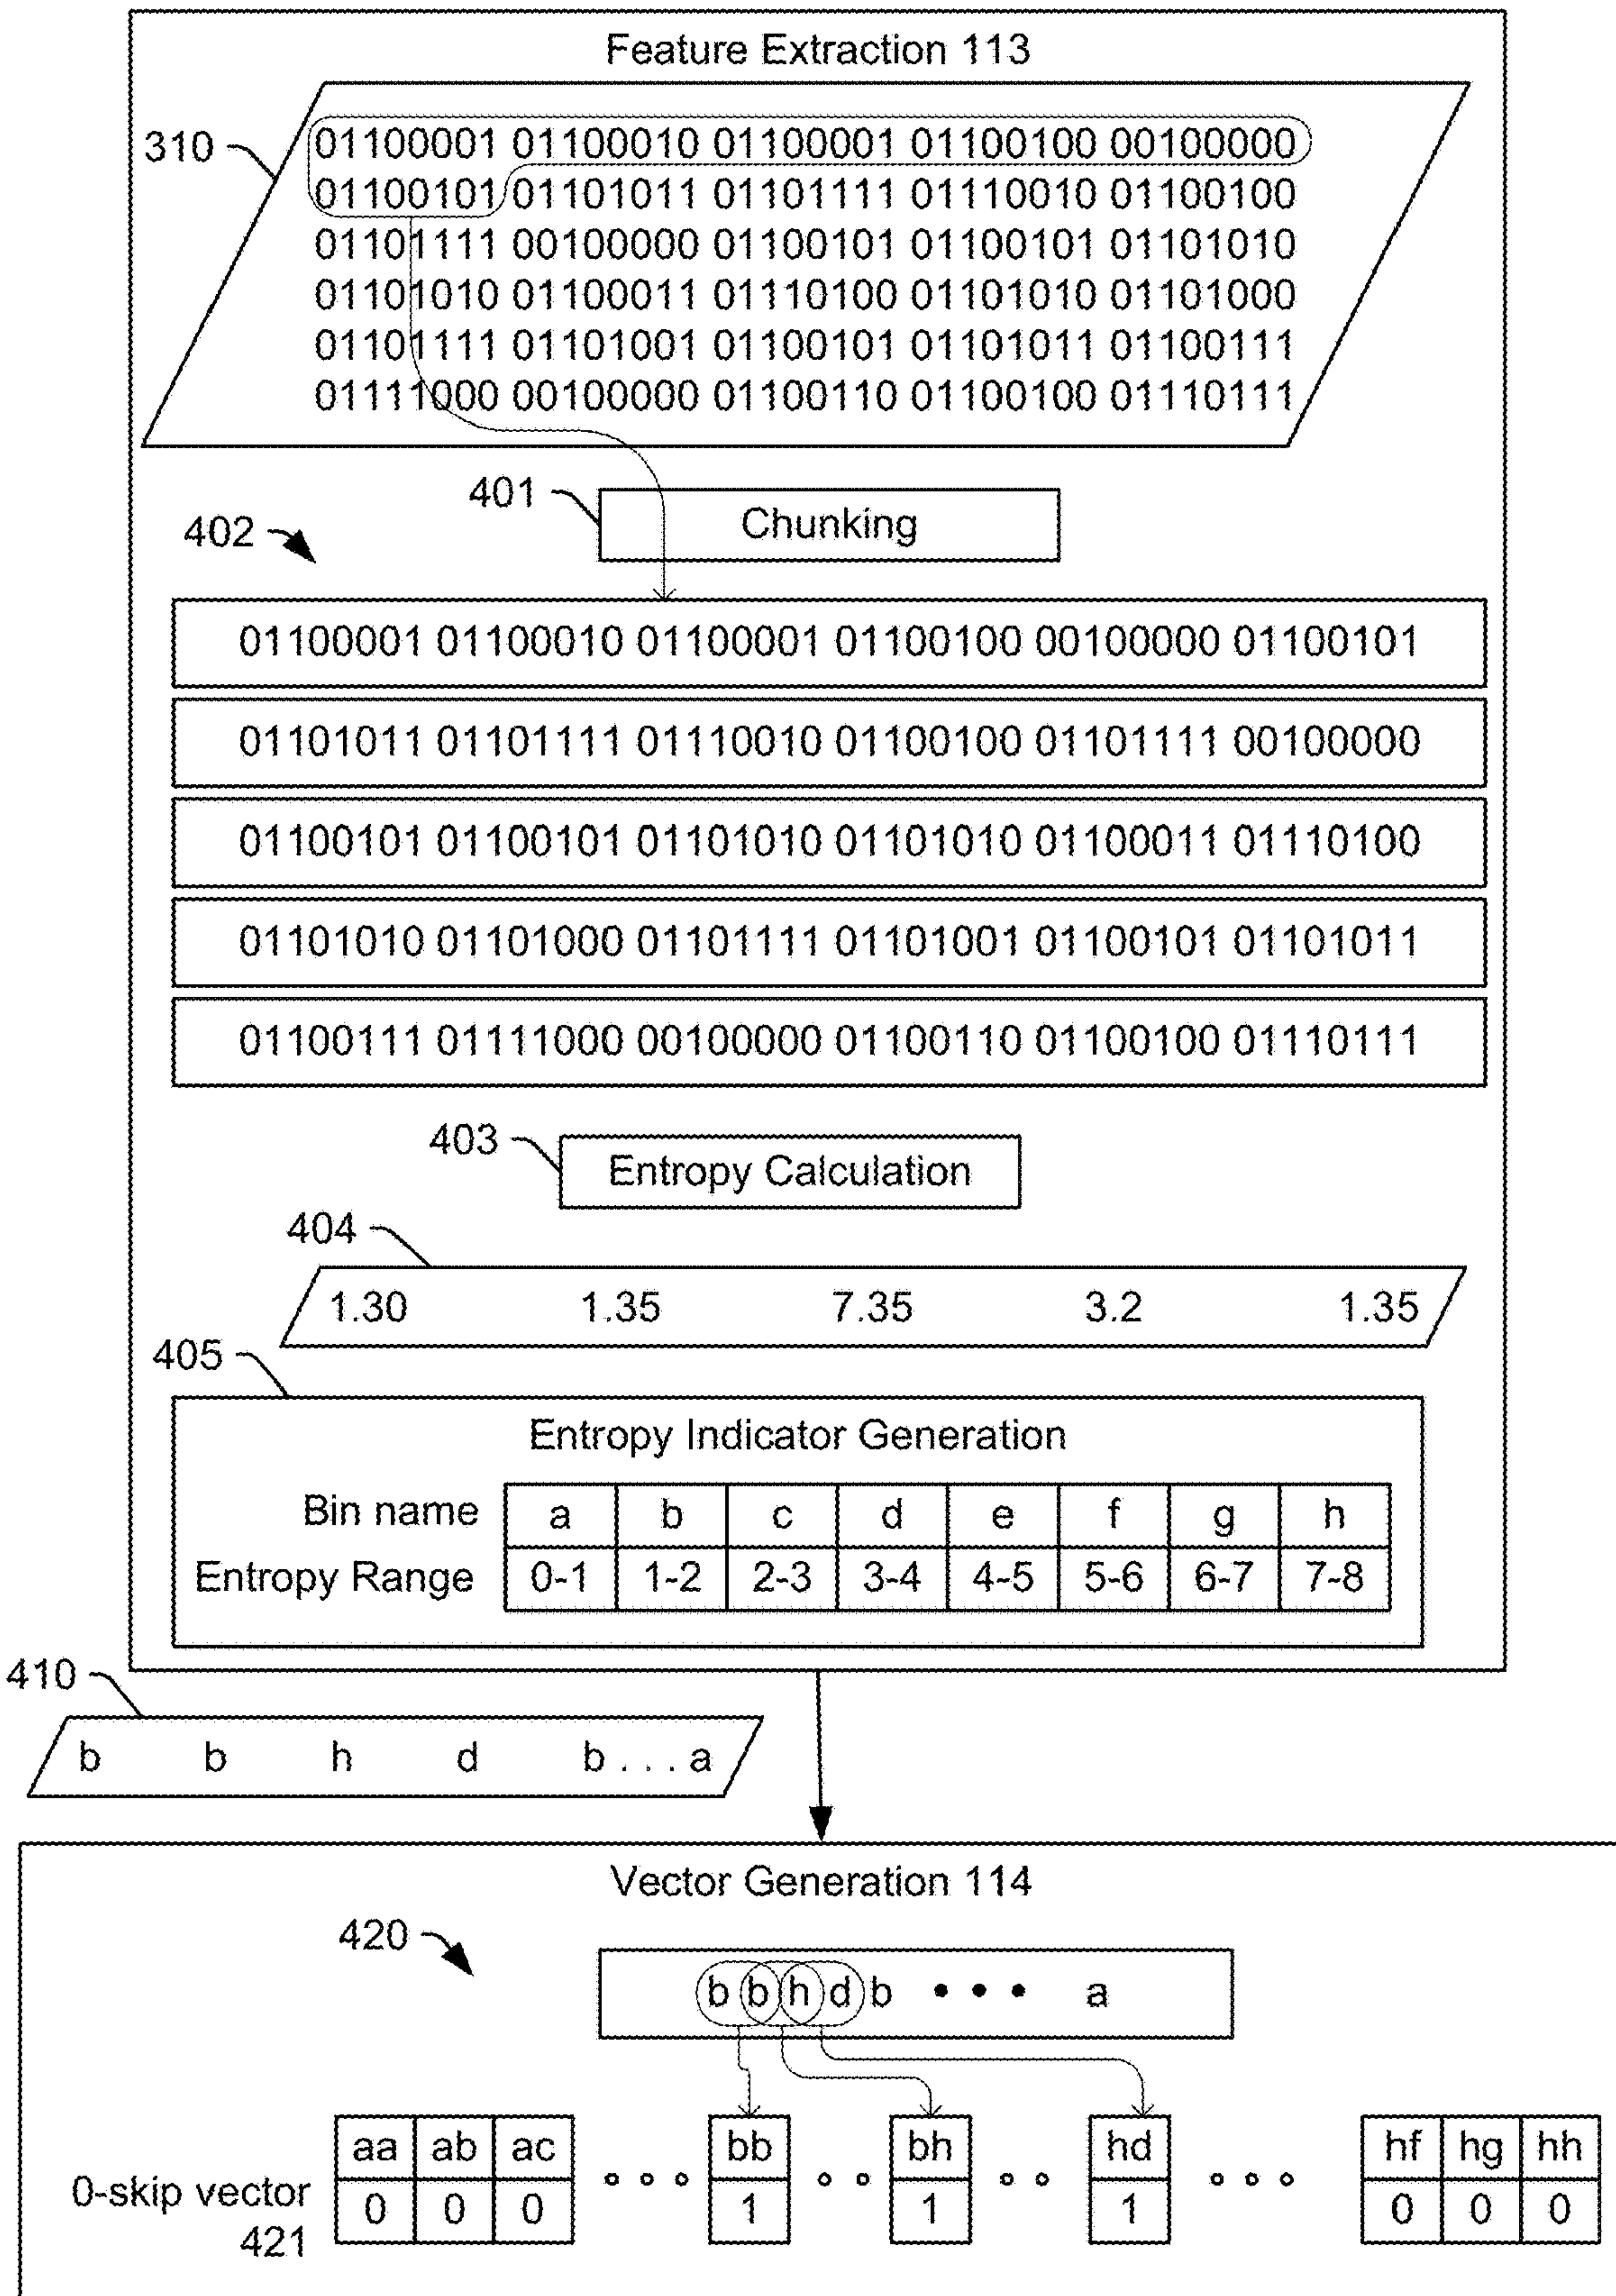 Feature Extraction 113
310
01100001 01100010 01100001 01100100 00100000
01100101 01101011 01101111 01110010 01100100
01101111 00100000 01100101 01100101 01101010
01101010 01100011 01110100 01101010 01101000
01101111 01101001 01100101 01101011 01100111
01111000 00100000 01100110 01100100 01110111
401
Chunking
402
01100001 01100010 01100001 01100100 00100000 01100101
01101011 01101111 01110010 01100100 01101111 00100000
01100101 01100101 01101010 01101010 01100011 01110100
01101010 01101000 01101111 01101001 01100101 01101011
01100111 01111000 00100000 01100110 01100100 01110111
403
Entropy Calculation
404
1.30 1.35 7.35 3.2 1.35
405
Entropy Indicator Generation
Bin name a b c d e f g h
Entropy Range 0-1 1-2 2-3 3-4 4-5 5-6 6-7 7-8
410
b b h d b . . . a
Vector Generation 114
420
b b h d b • • • a
aa ab ac bb bh hd hf hg hh
0-skip vector 0 0 0 1 1 1 0 0 0
421